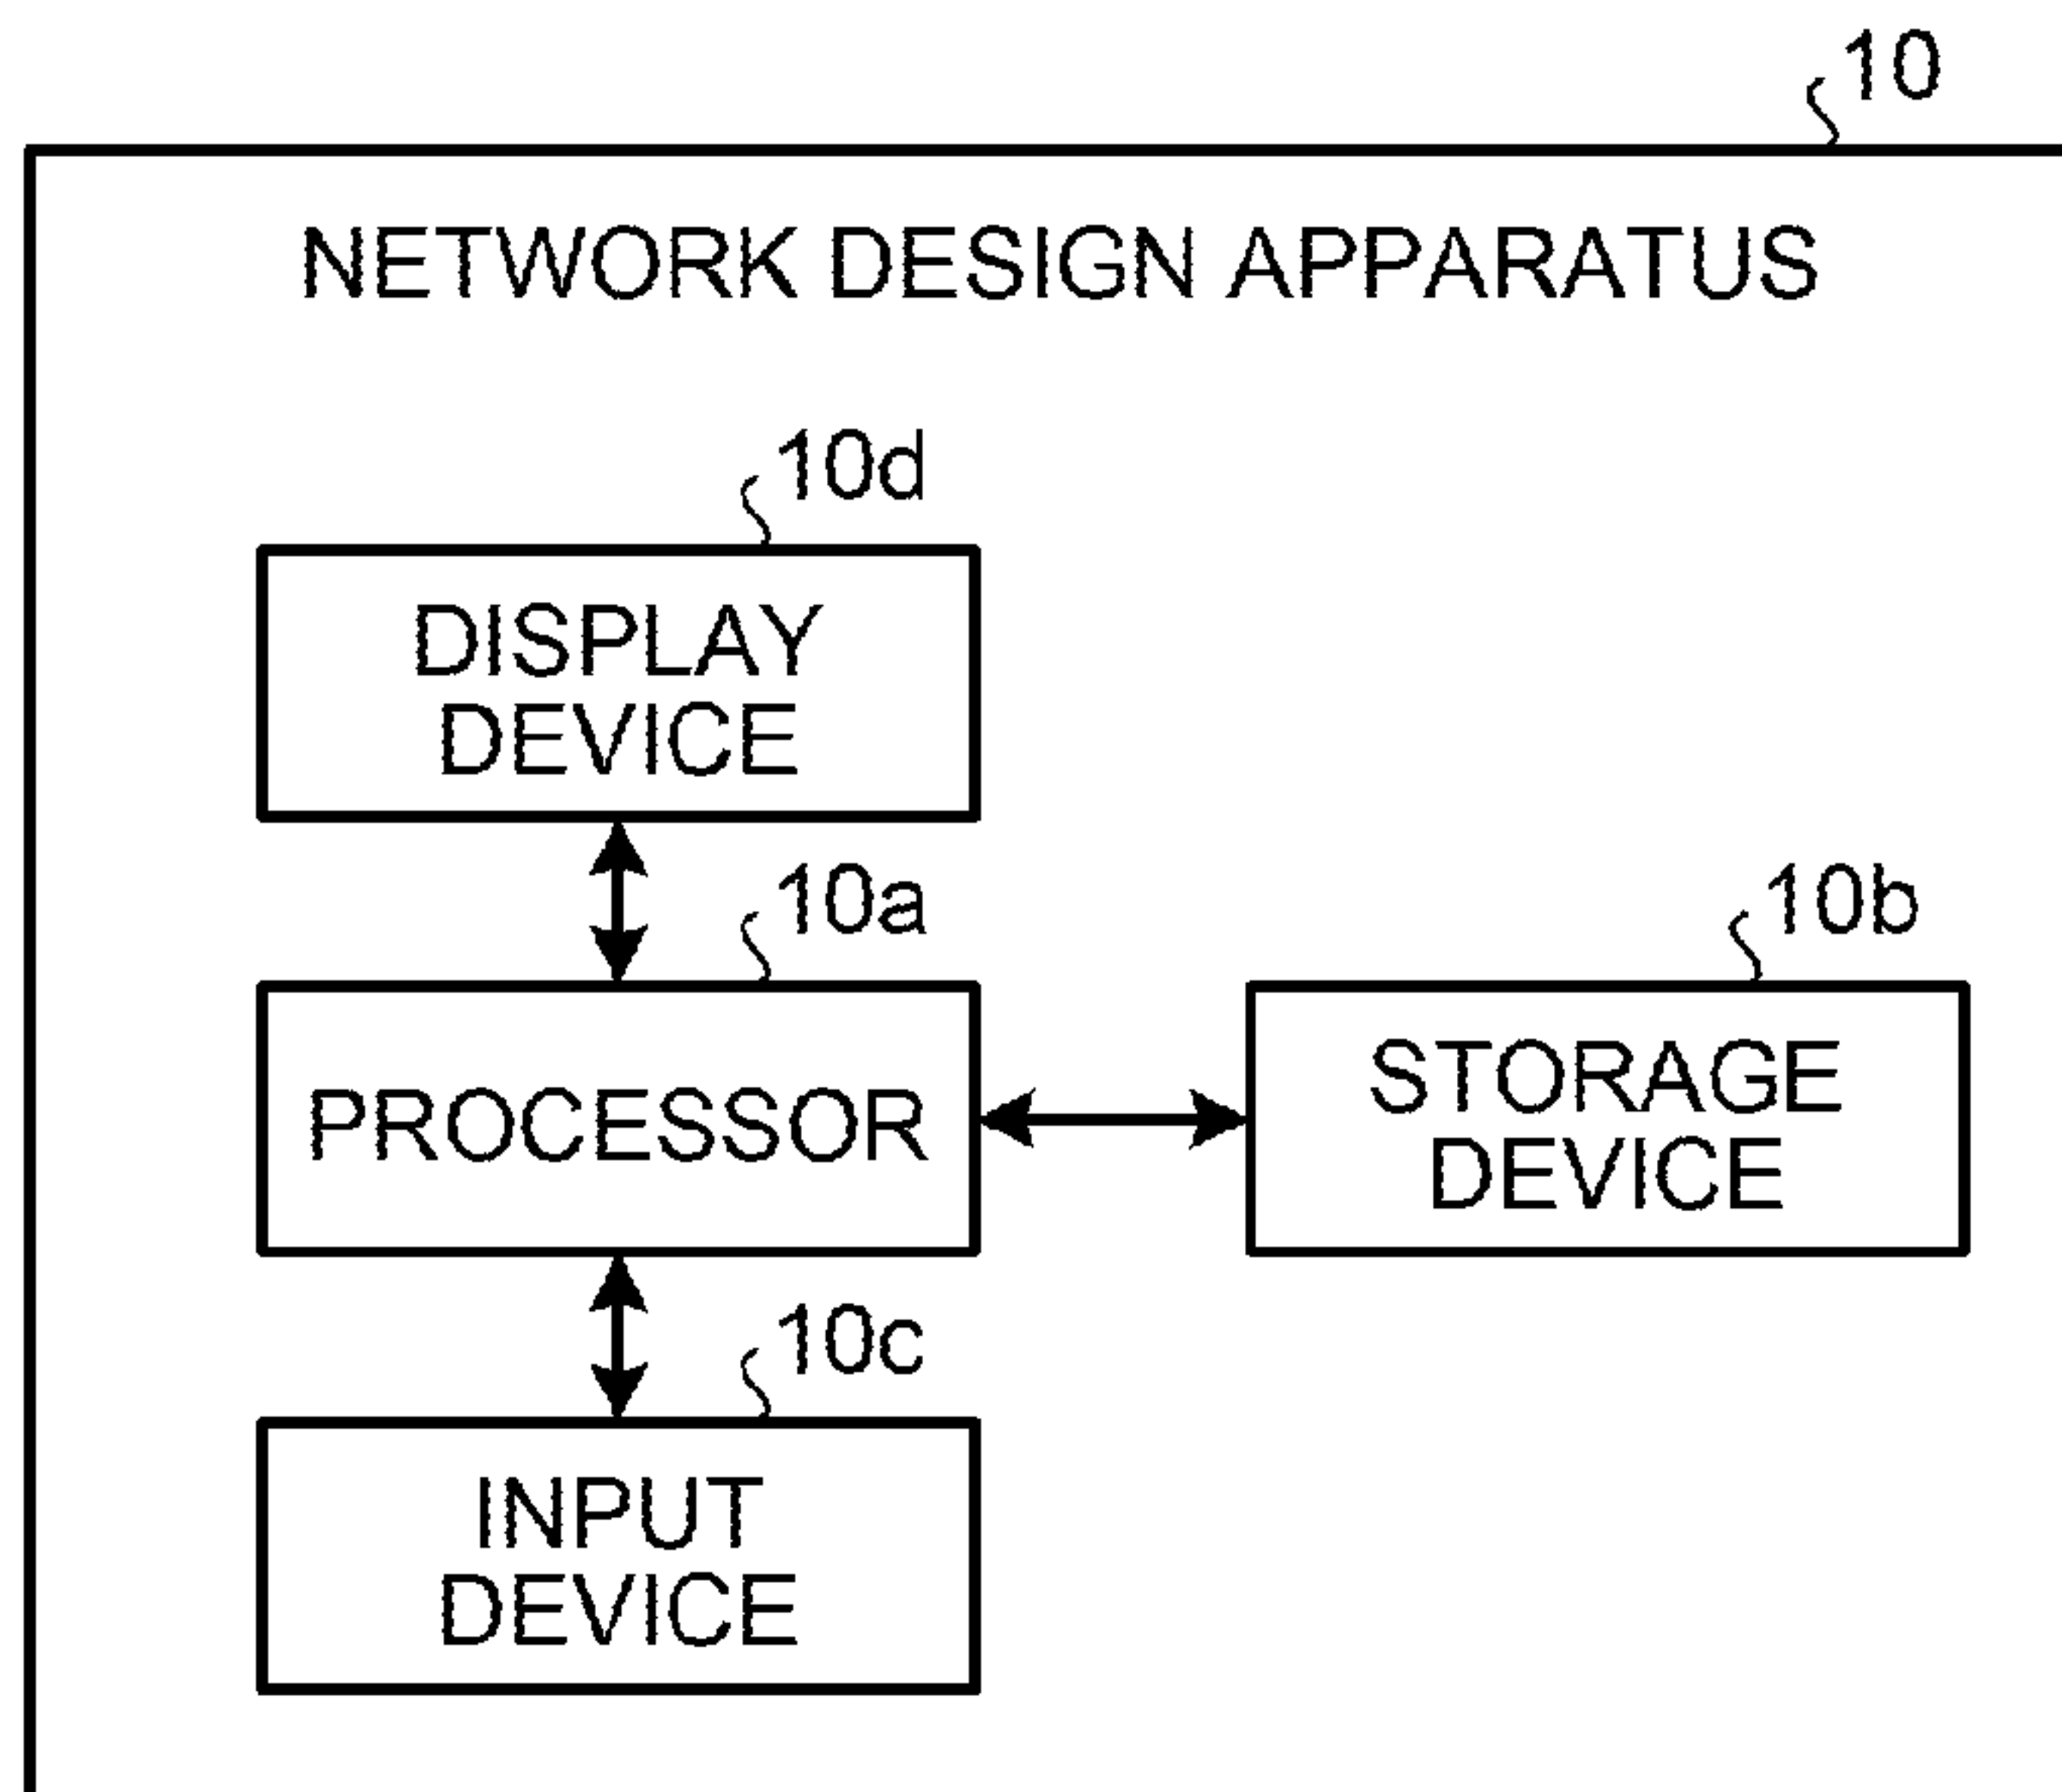 10
NETWORK DESIGN APPARATUS
10d
DISPLAY
DEVICE
10a
PROCESSOR
10b
STORAGE
DEVICE
10c
INPUT
DEVICE